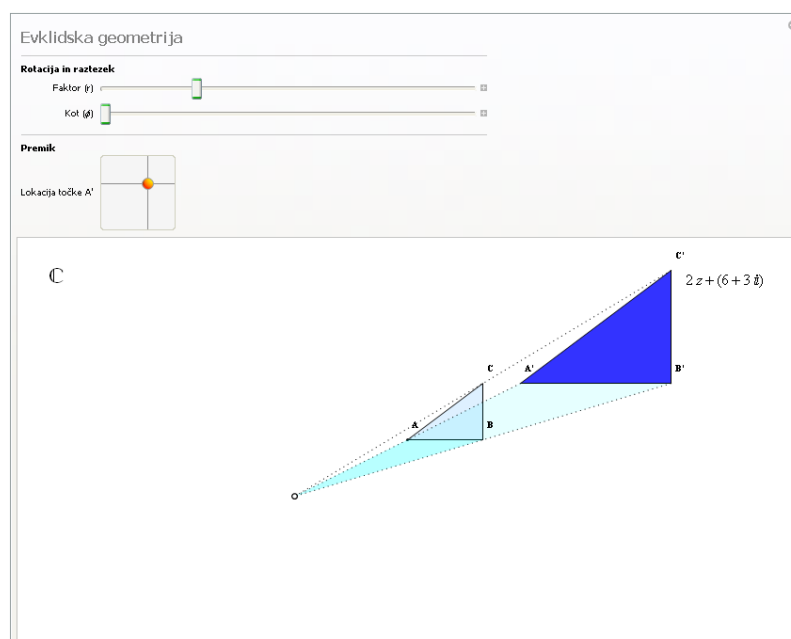 Evklidska geometrija
Rotacija in raztezek
Faktor (r)
Kot (ø)
Premik
Lokacija točke A'
ℂ
C'
2 z + (6 + 3 i)
C
A'
B'
A
B